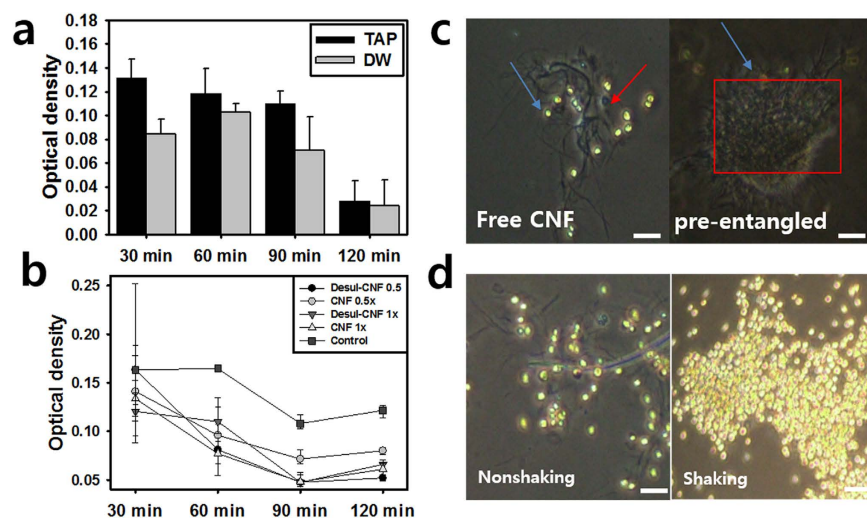 a
0.18
0.16
0.14
0.12
0.10
0.08
0.06
0.04
0.02
0.00
Optical density
TAP
DW
30 min 60 min 90 min 120 min
b
0.25
0.20
0.15
0.10
0.05
Optical density
Desul-CNF 0.5
CNF 0.5x
Desul-CNF 1x
CNF 1x
Control
30 min 60 min 90 min 120 min
c
Free CNF
pre-entangled
d
Nonshaking
Shaking